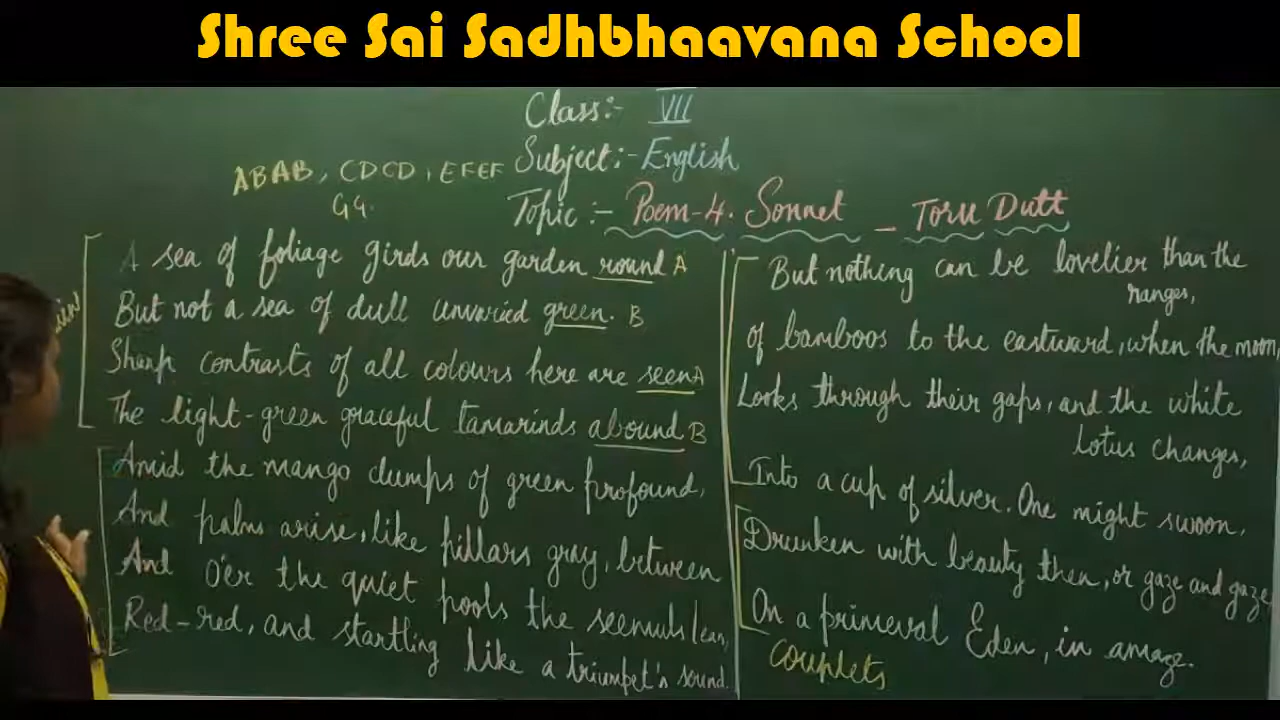 Shree Sai Sadhbhaavana School
Class:- VII
Subject:- English
ABAB, CDCD, EFEF
GG.
Topic:- Poem-4. Sonnet - Toru Dutt
A sea of foliage girds our garden round A
But not a sea of dull unvaried green. B
Sharp contrasts of all colours here are seen A
The light-green graceful tamarinds abound B
Amid the mango clumps of green profound,
And palms arise, like pillars gray, between
And o'er the quiet pools the seemuls lean,
Red-red, and startling like a triumpet's sound.
But nothing can be lovelier than the
ranges,
of bamboos to the eastward, when the moon,
Looks through their gaps, and the white
lotus changes,
Into a cup of silver. One might swoon,
Drunken with beauty then, or gaze and gaze
On a primeval Eden, in amaze.
couplets